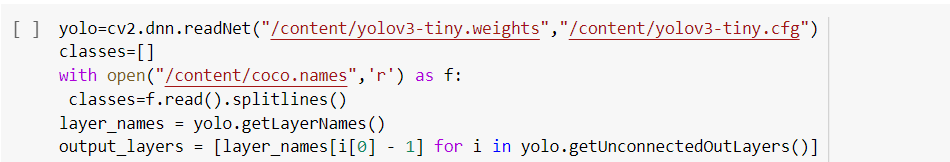 [ ] yolo=cv2.dnn.readNet("/content/yolov3-tiny.weights","/content/yolov3-tiny.cfg")
classes=[]
with open("/content/coco.names",'r') as f:
 classes=f.read().splitlines()
layer_names = yolo.getLayerNames()
output_layers = [layer_names[i[0] - 1] for i in yolo.getUnconnectedOutLayers()]